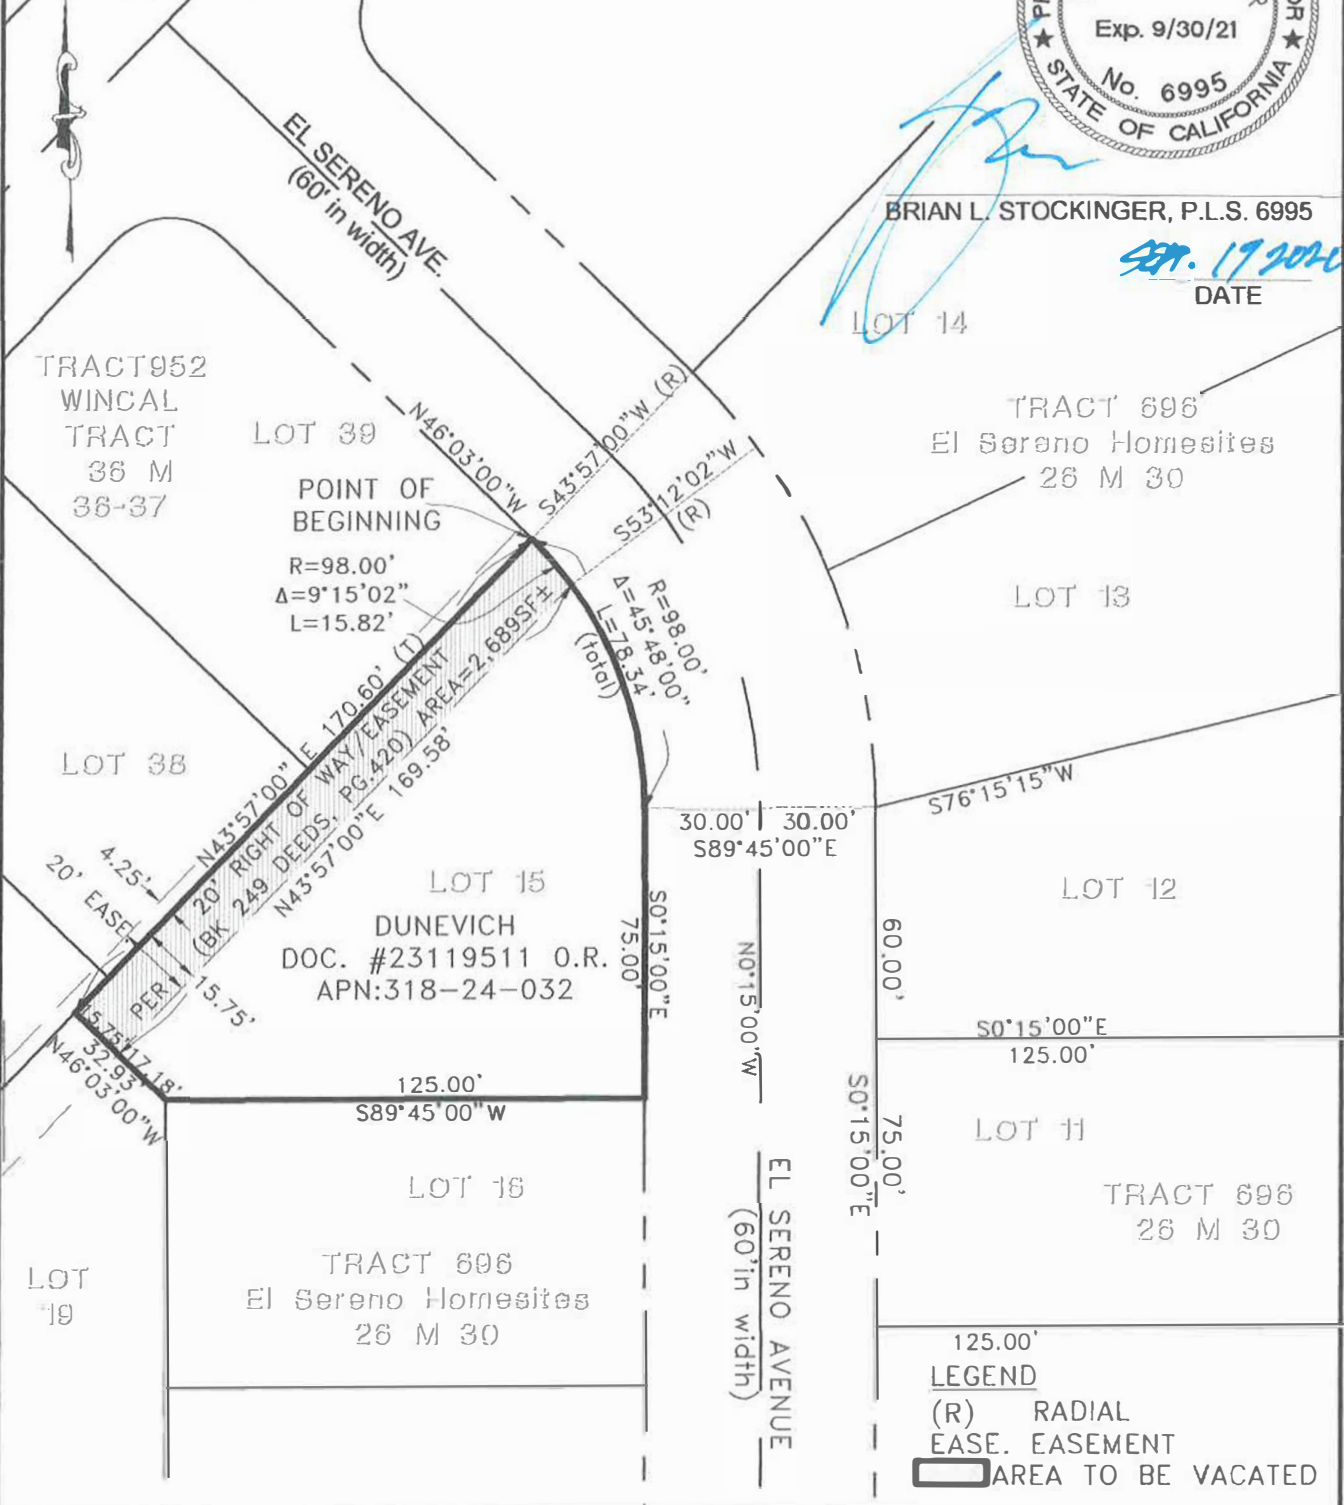 Exp. 9/30/21
No. 6995
STATE OF CALIFORNIA
BRIAN L. STOCKINGER, P.L.S. 6995
SEP. 19 2020
DATE
EL SERENO AVE.
(60' in width)
LOT 14
TRACT952
WINCAL
TRACT
36 M
36-37
LOT 39
N46°03'00"W
S43°57'00"W (R)
S53°12'02"W
(R)
TRACT 696
El Sereno Homesites
26 M 30
POINT OF
BEGINNING
R=98.00'
Δ=9°15'02"
L=15.82'
R=98.00'
Δ=45°48'00"
L=78.34'
(total)
LOT 13
LOT 38
N43°57'00" E 170.60' (T)
20' RIGHT OF WAY/EASEMENT
(BK 249 DEEDS, PG.420) AREA=2,689SF±
N43°57'00"E 169.58'
S76°15'15"W
30.00' 30.00'
S89°45'00"E
4.25'
20' EASE.
PER
15.75'
LOT 15
DUNEVICH
DOC. #23119511 O.R.
APN:318-24-032
75.00'
S0°15'00"E
N0°15'00"W
60.00'
LOT 12
S0°15'00"E
125.00'
15.75'
17.18'
32.93'
N46°03'00"W
125.00'
S89°45'00"W
S0°15'00"E
75.00'
LOT 11
TRACT 696
26 M 30
LOT 16
TRACT 696
El Sereno Homesites
26 M 30
LOT
19
EL SERENO AVENUE
(60'in width)
125.00'
LEGEND
(R) RADIAL
EASE. EASEMENT
AREA TO BE VACATED